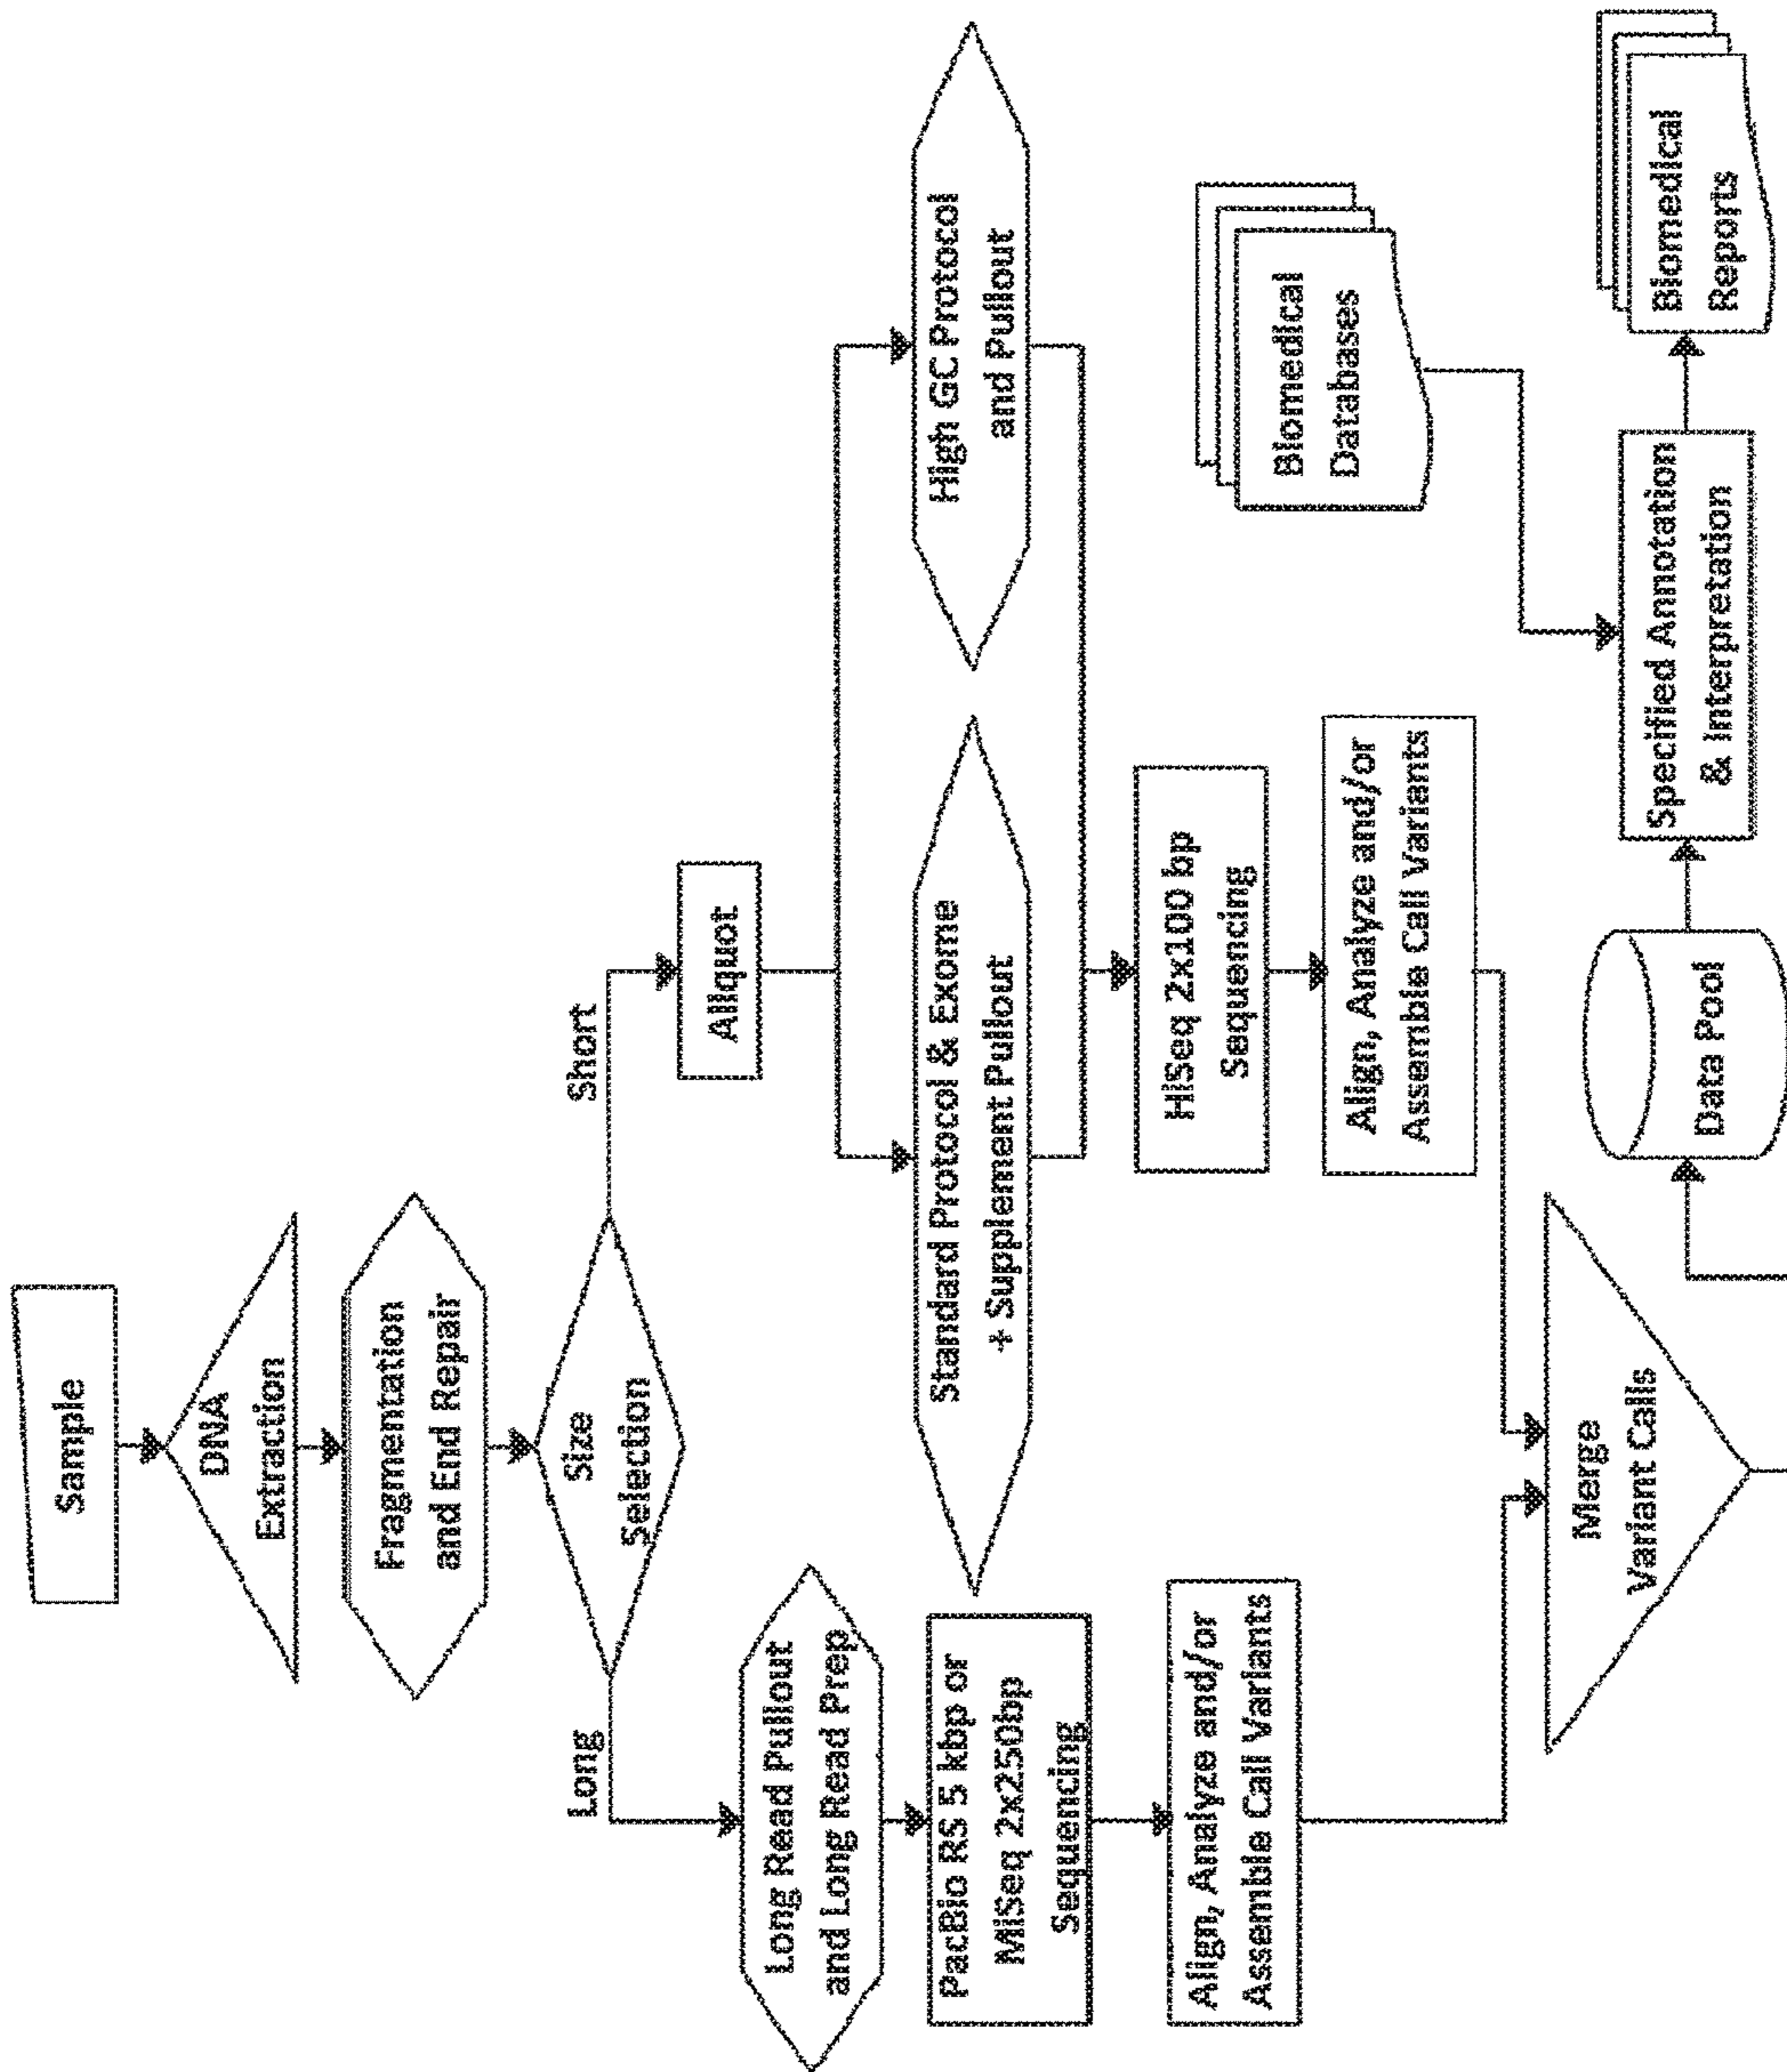 Sample
DNA
Extraction
Fragmentation
and End Repair
Size
Selection
Long
Short
Long Read Pullout
and Long Read Prep
PacBio RS 5 kbp or
MiSeq 2x250bp
Sequencing
Align, Analyze and/or
Assemble Call Variants
Aliquot
Standard Protocol & Exome
+ Supplement Pullout
High GC Protocol
and Pullout
HiSeq 2x100 bp
Sequencing
Align, Analyze and/or
Assemble Call Variants
Merge
Variant Calls
Data Pool
Biomedical
Databases
Specified Annotation
& Interpretation
Biomedical
Reports